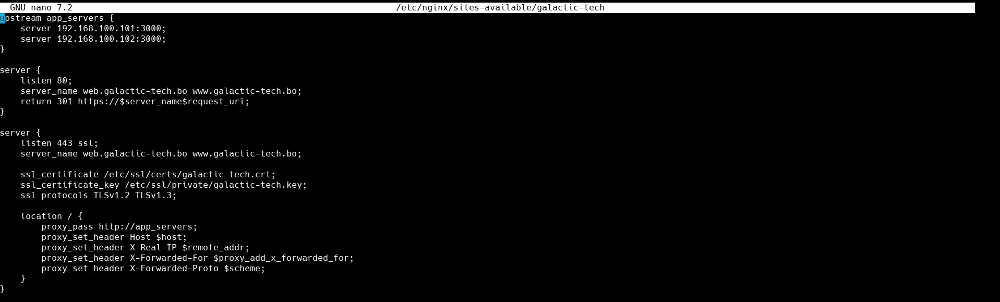 GNU nano 7.2 /etc/nginx/sites-available/galactic-tech
upstream app_servers {
    server 192.168.100.101:3000;
    server 192.168.100.102:3000;
}

server {
    listen 80;
    server_name web.galactic-tech.bo www.galactic-tech.bo;
    return 301 https://$server_name$request_uri;
}

server {
    listen 443 ssl;
    server_name web.galactic-tech.bo www.galactic-tech.bo;

    ssl_certificate /etc/ssl/certs/galactic-tech.crt;
    ssl_certificate_key /etc/ssl/private/galactic-tech.key;
    ssl_protocols TLSv1.2 TLSv1.3;

    location / {
        proxy_pass http://app_servers;
        proxy_set_header Host $host;
        proxy_set_header X-Real-IP $remote_addr;
        proxy_set_header X-Forwarded-For $proxy_add_x_forwarded_for;
        proxy_set_header X-Forwarded-Proto $scheme;
    }
}